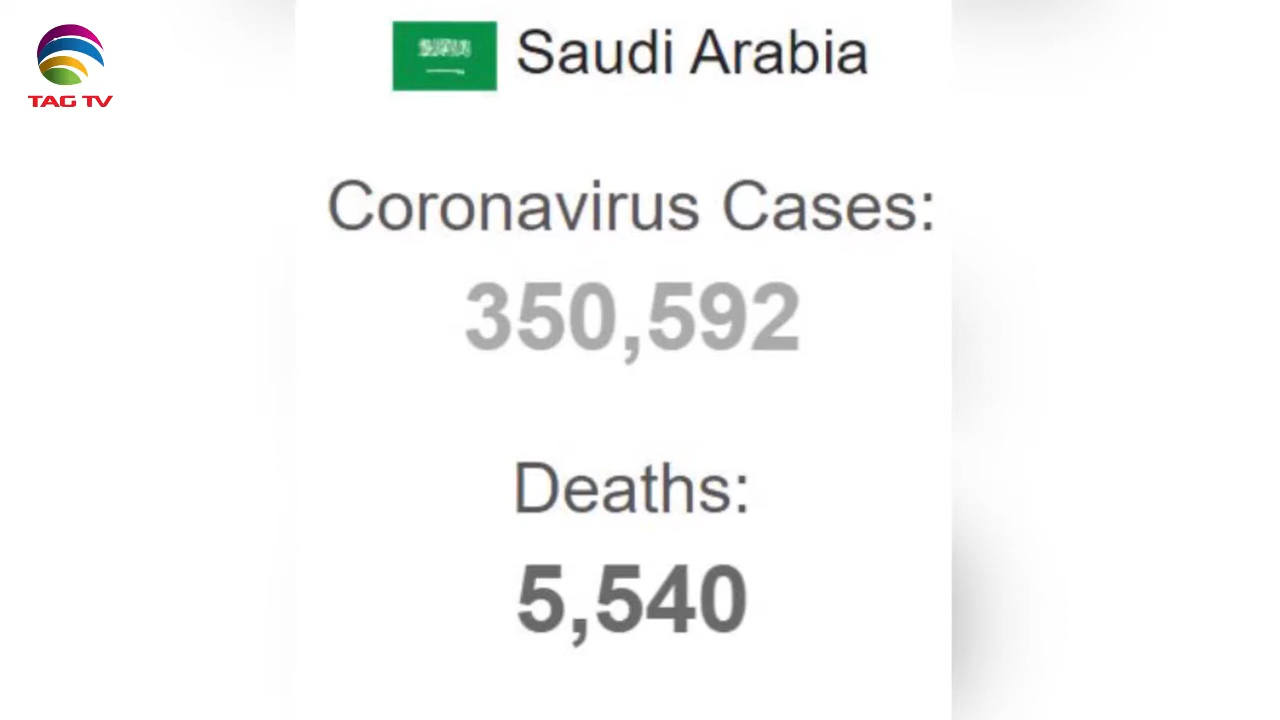 TAG TV
Saudi Arabia
Coronavirus Cases:
350,592
Deaths:
5,540